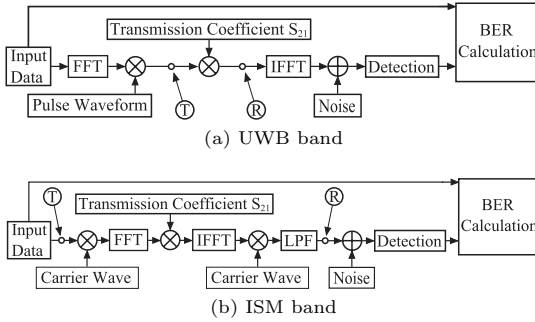 Transmission Coefficient S21
BER
Calculation
Input
Data
FFT
IFFT
Detection
Pulse Waveform
T
R
Noise
(a) UWB band
T
R
Transmission Coefficient S21
BER
Calculation
Input
Data
FFT
IFFT
LPF
Detection
Carrier Wave
Carrier Wave
Noise
(b) ISM band